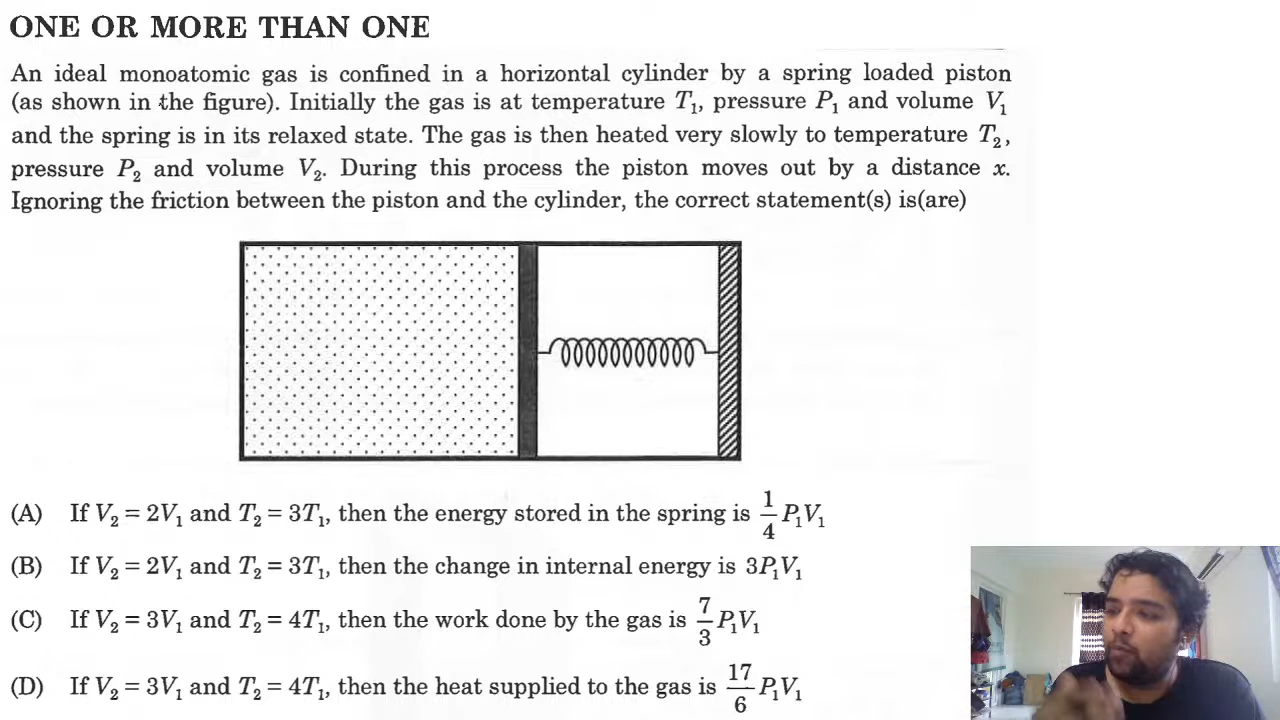 ONE OR MORE THAN ONE
An ideal monoatomic gas is confined in a horizontal cylinder by a spring loaded piston
(as shown in the figure). Initially the gas is at temperature T₁, pressure P₁ and volume V₁
and the spring is in its relaxed state. The gas is then heated very slowly to temperature T₂,
pressure P₂ and volume V₂. During this process the piston moves out by a distance x.
Ignoring the friction between the piston and the cylinder, the correct statement(s) is(are)
(A) If V₂ = 2V₁ and T₂ = 3T₁, then the energy stored in the spring is 1/4 P₁V₁
(B) If V₂ = 2V₁ and T₂ = 3T₁, then the change in internal energy is 3P₁V₁
(C) If V₂ = 3V₁ and T₂ = 4T₁, then the work done by the gas is 7/3 P₁V₁
(D) If V₂ = 3V₁ and T₂ = 4T₁, then the heat supplied to the gas is 17/6 P₁V₁